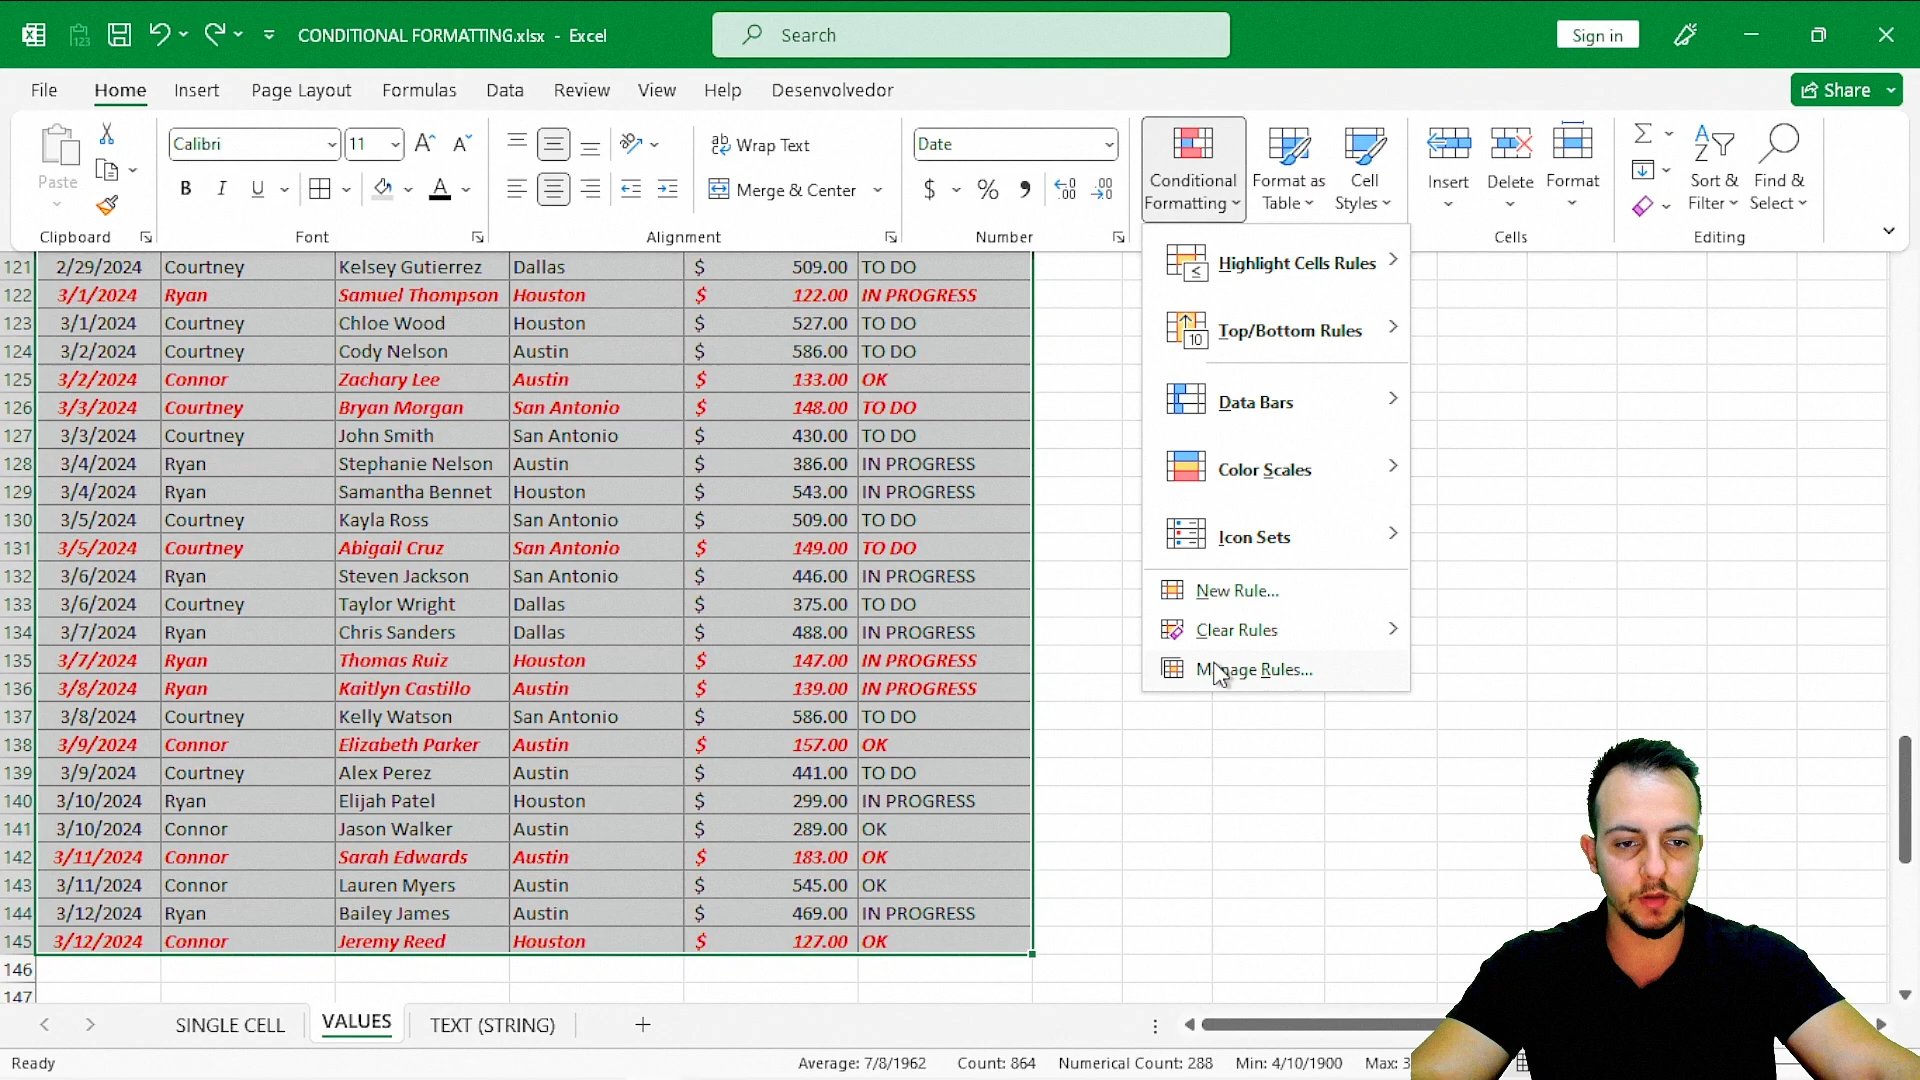 CONDITIONAL FORMATTING.xlsx - Excel
Search
Sign in
File Home Insert Page Layout Formulas Data Review View Help Desenvolvedor
Share
Paste
Calibri 11
Wrap Text
Merge & Center
Date
Conditional Formatting
Format as Table
Cell Styles
Insert
Delete
Format
Sort & Filter
Find & Select
Clipboard Font Alignment Number Cells Editing
121 2/29/2024 Courtney Kelsey Gutierrez Dallas $ 509.00 TO DO
122 3/1/2024 Ryan Samuel Thompson Houston $ 122.00 IN PROGRESS
123 3/1/2024 Courtney Chloe Wood Houston $ 527.00 TO DO
124 3/2/2024 Courtney Cody Nelson Austin $ 586.00 TO DO
125 3/2/2024 Connor Zachary Lee Austin $ 133.00 OK
126 3/3/2024 Courtney Bryan Morgan San Antonio $ 148.00 TO DO
127 3/3/2024 Courtney John Smith San Antonio $ 430.00 TO DO
128 3/4/2024 Ryan Stephanie Nelson Austin $ 386.00 IN PROGRESS
129 3/4/2024 Ryan Samantha Bennet Houston $ 543.00 IN PROGRESS
130 3/5/2024 Courtney Kayla Ross San Antonio $ 509.00 TO DO
131 3/5/2024 Courtney Abigail Cruz San Antonio $ 149.00 TO DO
132 3/6/2024 Ryan Steven Jackson San Antonio $ 446.00 IN PROGRESS
133 3/6/2024 Courtney Taylor Wright Dallas $ 375.00 TO DO
134 3/7/2024 Ryan Chris Sanders Dallas $ 488.00 IN PROGRESS
135 3/7/2024 Ryan Thomas Ruiz Houston $ 147.00 IN PROGRESS
136 3/8/2024 Ryan Kaitlyn Castillo Austin $ 139.00 IN PROGRESS
137 3/8/2024 Courtney Kelly Watson San Antonio $ 586.00 TO DO
138 3/9/2024 Connor Elizabeth Parker Austin $ 157.00 OK
139 3/9/2024 Courtney Alex Perez Austin $ 441.00 TO DO
140 3/10/2024 Ryan Elijah Patel Houston $ 299.00 IN PROGRESS
141 3/10/2024 Connor Jason Walker Austin $ 289.00 OK
142 3/11/2024 Connor Sarah Edwards Austin $ 183.00 OK
143 3/11/2024 Connor Lauren Myers Austin $ 545.00 OK
144 3/12/2024 Ryan Bailey James Austin $ 469.00 IN PROGRESS
145 3/12/2024 Connor Jeremy Reed Houston $ 127.00 OK
146
147
Highlight Cells Rules
Top/Bottom Rules
Data Bars
Color Scales
Icon Sets
New Rule...
Clear Rules
Manage Rules...
SINGLE CELL VALUES TEXT (STRING)
Ready
Average: 7/8/1962 Count: 864 Numerical Count: 288 Min: 4/10/1900 Max: 3